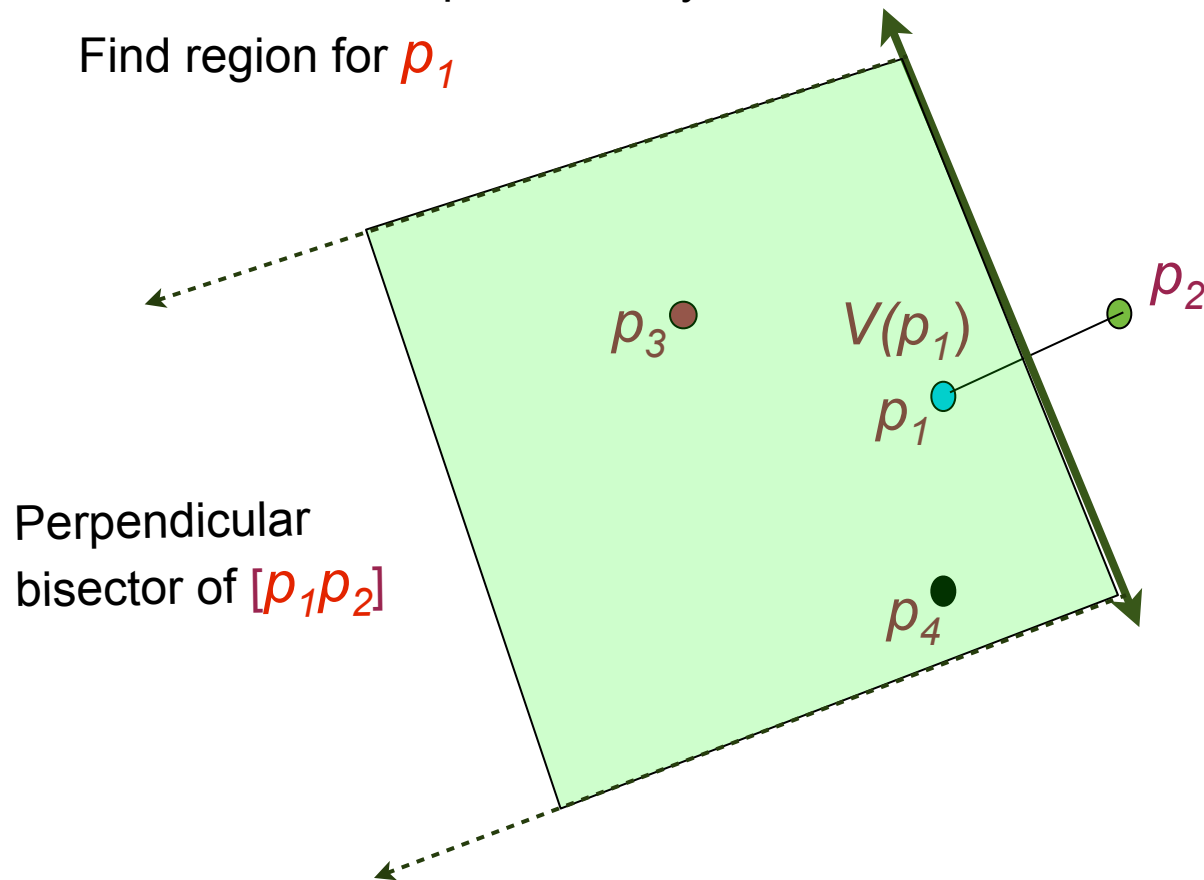 Find region for p1
p2
p3
V(p1)
p1
Perpendicular
bisector of [p1p2]
p4